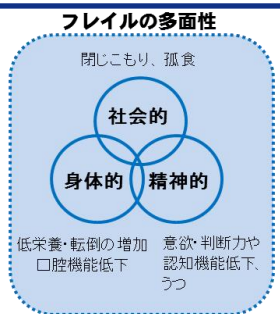 フレイルの多面性
閉じこもり、孤食
社会的
身体的
精神的
低栄養・転倒の増加
口腔機能低下
意欲・判断力や
認知機能低下、
うつ